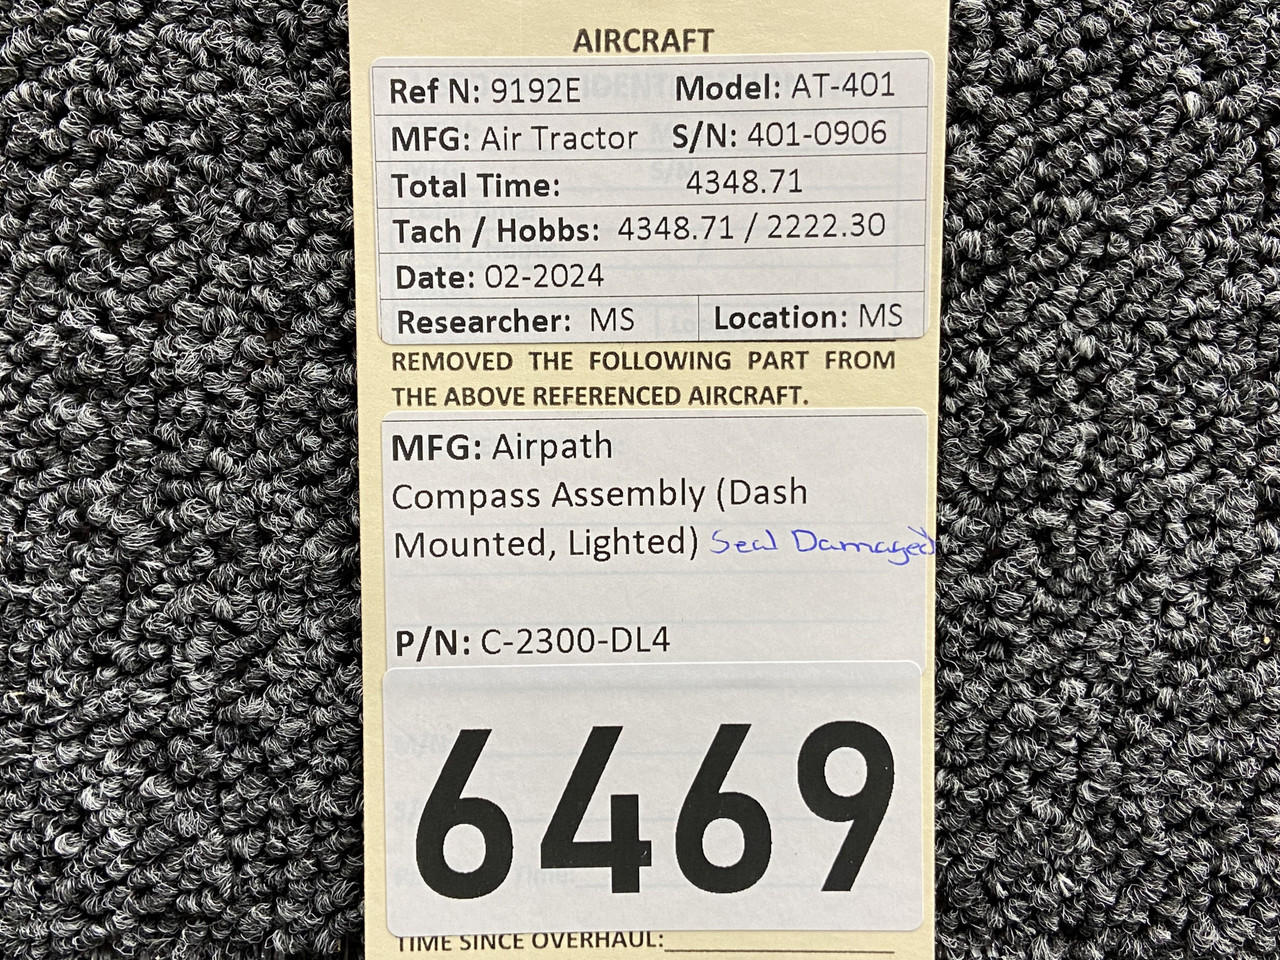 AIRCRAFT
Ref N: 9192E Model: AT-401
MFG: Air Tractor S/N: 401-0906
Total Time: 4348.71
Tach / Hobbs: 4348.71 / 2222.30
Date: 02-2024
Researcher: MS Location: MS
REMOVED THE FOLLOWING PART FROM
THE ABOVE REFERENCED AIRCRAFT.
MFG: Airpath
Compass Assembly (Dash
Mounted, Lighted) Seal Damaged
P/N: C-2300-DL4
6469
TIME SINCE OVERHAUL: